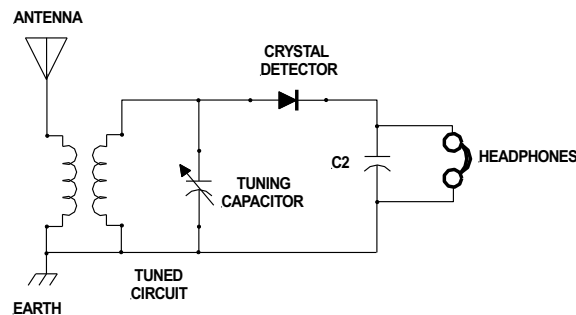 ANTENNA
CRYSTAL
DETECTOR
C2
HEADPHONES
TUNING
CAPACITOR
TUNED
CIRCUIT
EARTH